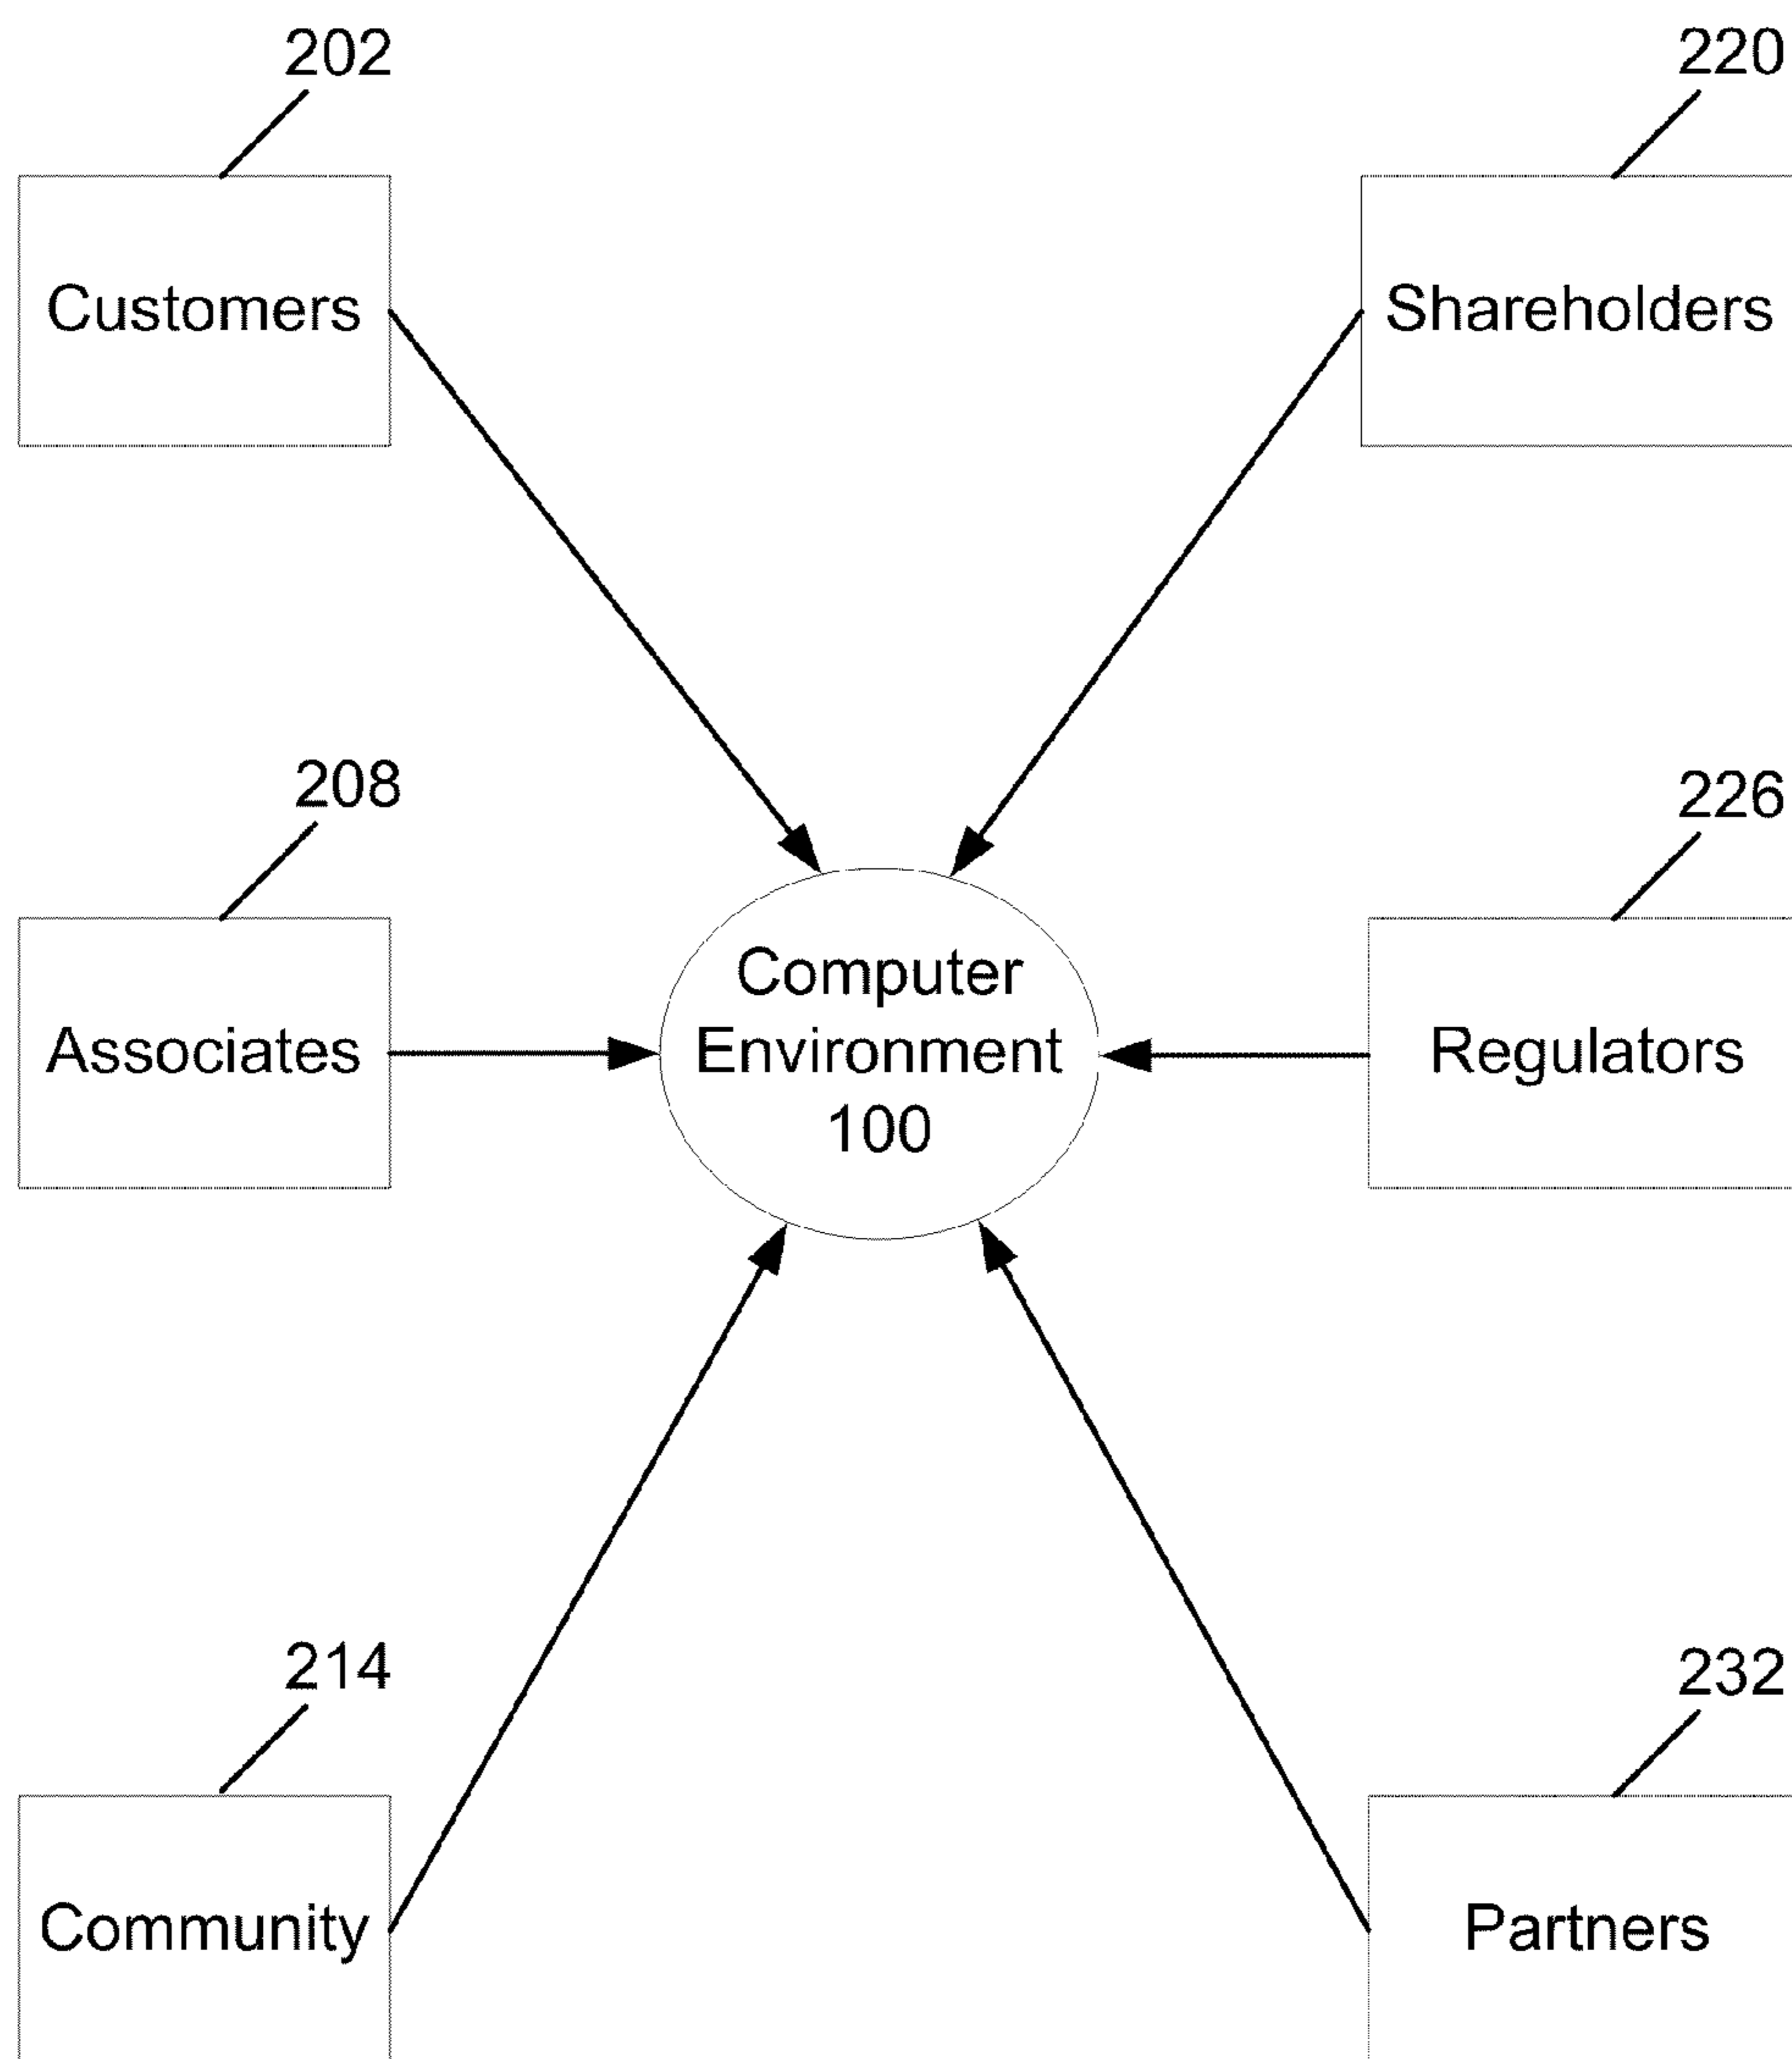 202
220
Customers
Shareholders
208
226
Associates
Computer
Environment
100
Regulators
214
232
Community
Partners